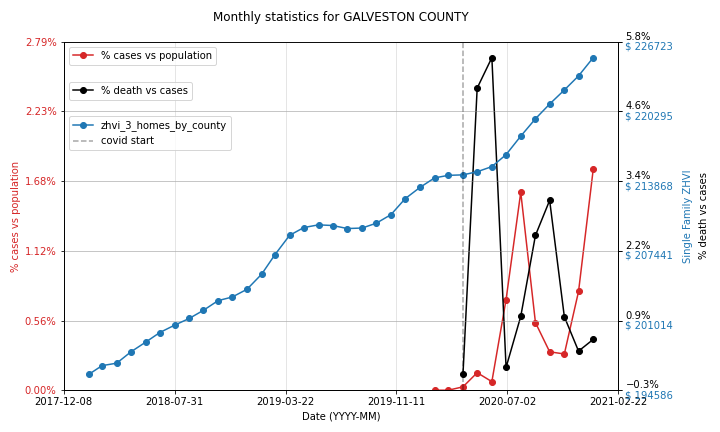 Monthly statistics for GALVESTON COUNTY
2.79%
2.23%
1.68%
1.12%
0.56%
0.00%
% cases vs population
% cases vs population
% death vs cases
zhvi_3_homes_by_county
covid start
5.8%
$ 226723
4.6%
$ 220295
3.4%
$ 213868
2.2%
$ 207441
0.9%
$ 201014
−0.3%
$ 194586
Single Family ZHVI
% death vs cases
2017-12-08
2018-07-31
2019-03-22
2019-11-11
2020-07-02
2021-02-22
Date (YYYY-MM)